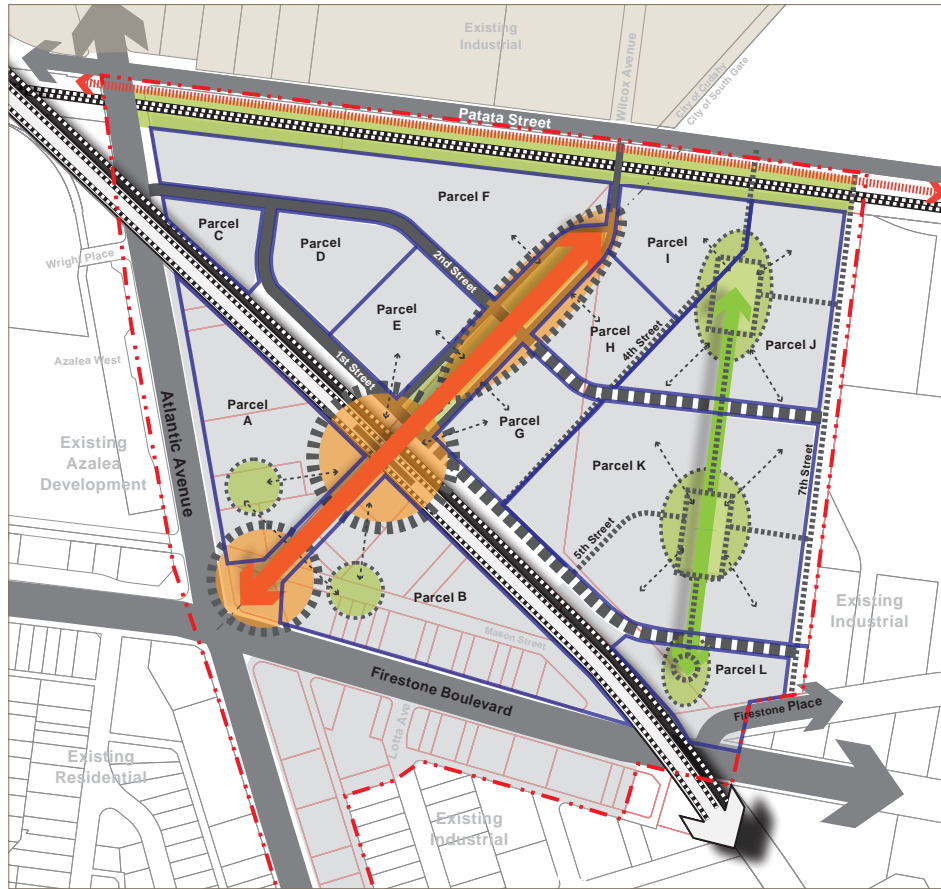 Existing
Industrial
Wilcox Avenue
City of Cudahy
City of South Gate
Patata Street
Parcel F
Parcel
C
Parcel
D
Parcel
I
2nd Street
Wright Place
Parcel
E
Parcel
H
4th Street
Parcel J
1st Street
Azalea West
Parcel
A
Parcel
G
Atlantic Avenue
Existing
Azalea
Development
Parcel K
7th Street
5th Street
Parcel B
Existing
Industrial
Mason Street
Parcel L
Firestone Boulevard
Firestone Place
Lotta Ave
Existing
Residential
Existing
Industrial